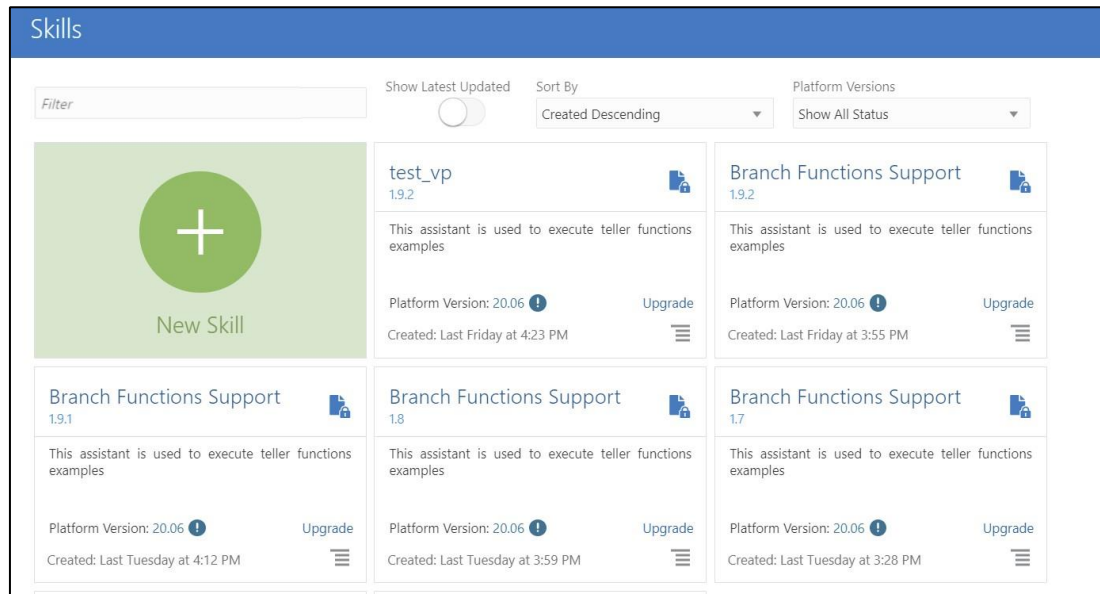 Skills
Filter
Show Latest Updated
Sort By
Created Descending
Platform Versions
Show All Status
New Skill
test_vp
1.9.2
This assistant is used to execute teller functions
examples
Platform Version: 20.06 !
Upgrade
Created: Last Friday at 4:23 PM
Branch Functions Support
1.9.2
This assistant is used to execute teller functions
examples
Platform Version: 20.06 !
Upgrade
Created: Last Friday at 3:55 PM
Branch Functions Support
1.9.1
This assistant is used to execute teller functions
examples
Platform Version: 20.06 !
Upgrade
Created: Last Tuesday at 4:12 PM
Branch Functions Support
1.8
This assistant is used to execute teller functions
examples
Platform Version: 20.06 !
Upgrade
Created: Last Tuesday at 3:59 PM
Branch Functions Support
1.7
This assistant is used to execute teller functions
examples
Platform Version: 20.06 !
Upgrade
Created: Last Tuesday at 3:28 PM